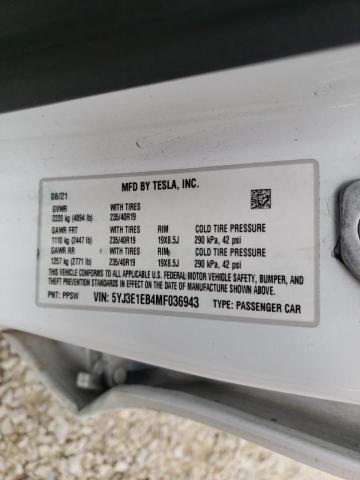 MFD BY TESLA, INC.
08/21
GVWR WITH TIRES
2220 kg (4894 lb) 235/40R19
GAWR FRT WITH TIRES RIM COLD TIRE PRESSURE
1110 kg (2447 lb) 235/40R19 19X8.5J 290 kPa, 42 psi
GAWR RR WITH TIRES RIM COLD TIRE PRESSURE
1257 kg (2771 lb) 235/40R19 19X8.5J 290 kPa, 42 psi
THIS VEHICLE CONFORMS TO ALL APPLICABLE U.S. FEDERAL MOTOR VEHICLE SAFETY, BUMPER, AND
THEFT PREVENTION STANDARDS IN EFFECT ON THE DATE OF MANUFACTURE SHOWN ABOVE.
PNT: PPSW VIN: 5YJ3E1EB4MF036943 TYPE: PASSENGER CAR